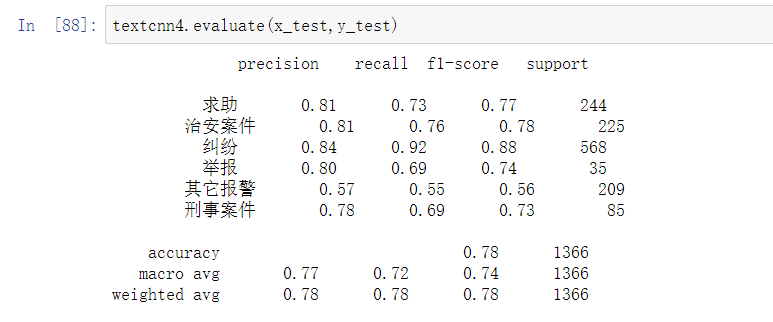 In [88]: textcnn4.evaluate(x_test,y_test)
precision recall f1-score support
求助 0.81 0.73 0.77 244
治安案件 0.81 0.76 0.78 225
纠纷 0.84 0.92 0.88 568
举报 0.80 0.69 0.74 35
其它报警 0.57 0.55 0.56 209
刑事案件 0.78 0.69 0.73 85
accuracy 0.78 1366
macro avg 0.77 0.72 0.74 1366
weighted avg 0.78 0.78 0.78 1366